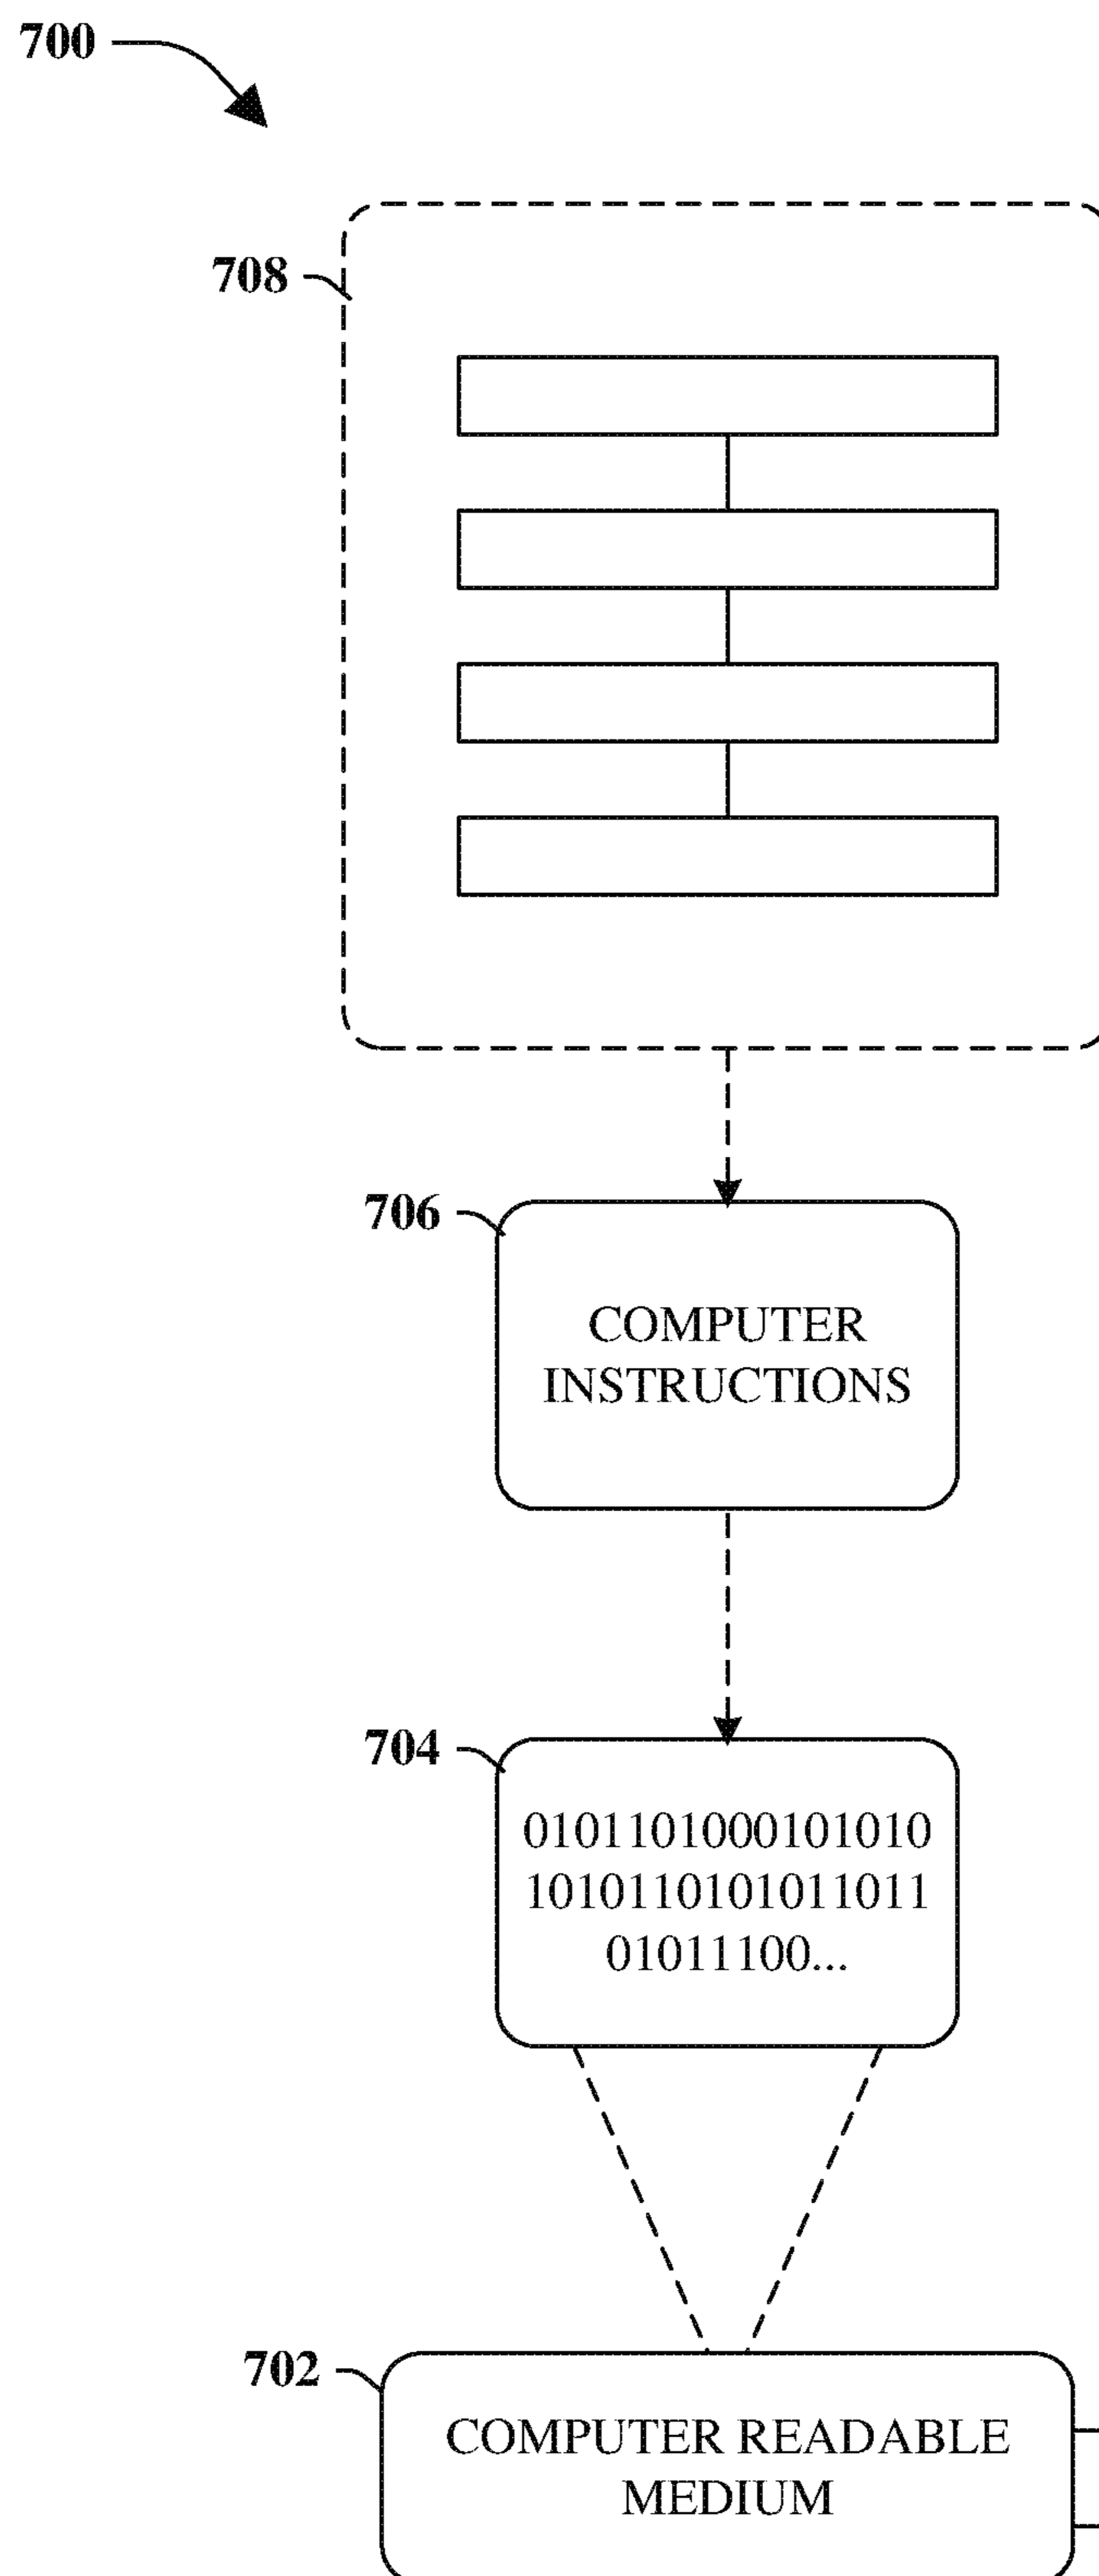 700
708
706
COMPUTER
INSTRUCTIONS
704
0101101000101010
1010110101011011
01011100...
702
COMPUTER READABLE
MEDIUM